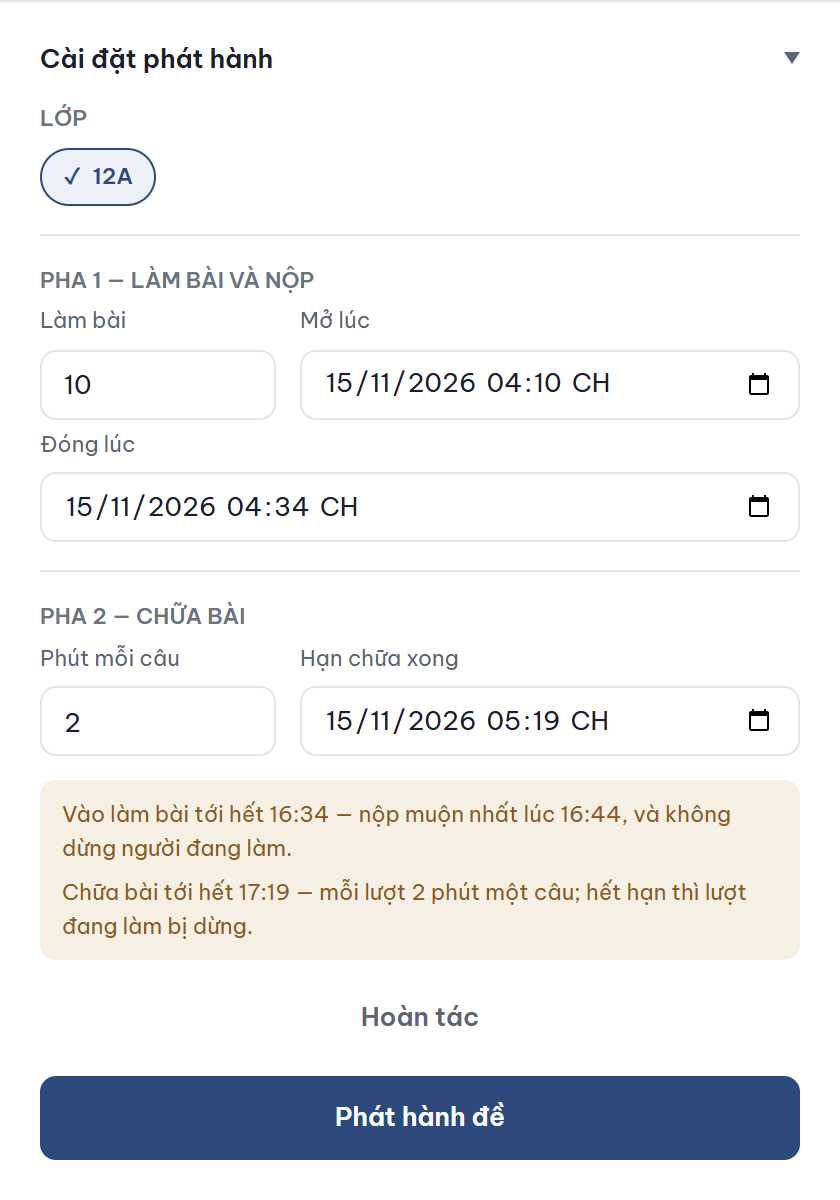 Cài đặt phát hành
LỚP
✓ 12A
PHA 1 — LÀM BÀI VÀ NỘP
Làm bài
Mở lúc
10
15/11/2026 04:10 CH
Đóng lúc
15/11/2026 04:34 CH
PHA 2 — CHỮA BÀI
Phút mỗi câu
Hạn chữa xong
2
15/11/2026 05:19 CH
Vào làm bài tới hết 16:34 — nộp muộn nhất lúc 16:44, và không
dừng người đang làm.
Chữa bài tới hết 17:19 — mỗi lượt 2 phút một câu; hết hạn thì lượt
đang làm bị dừng.
Hoàn tác
Phát hành đề